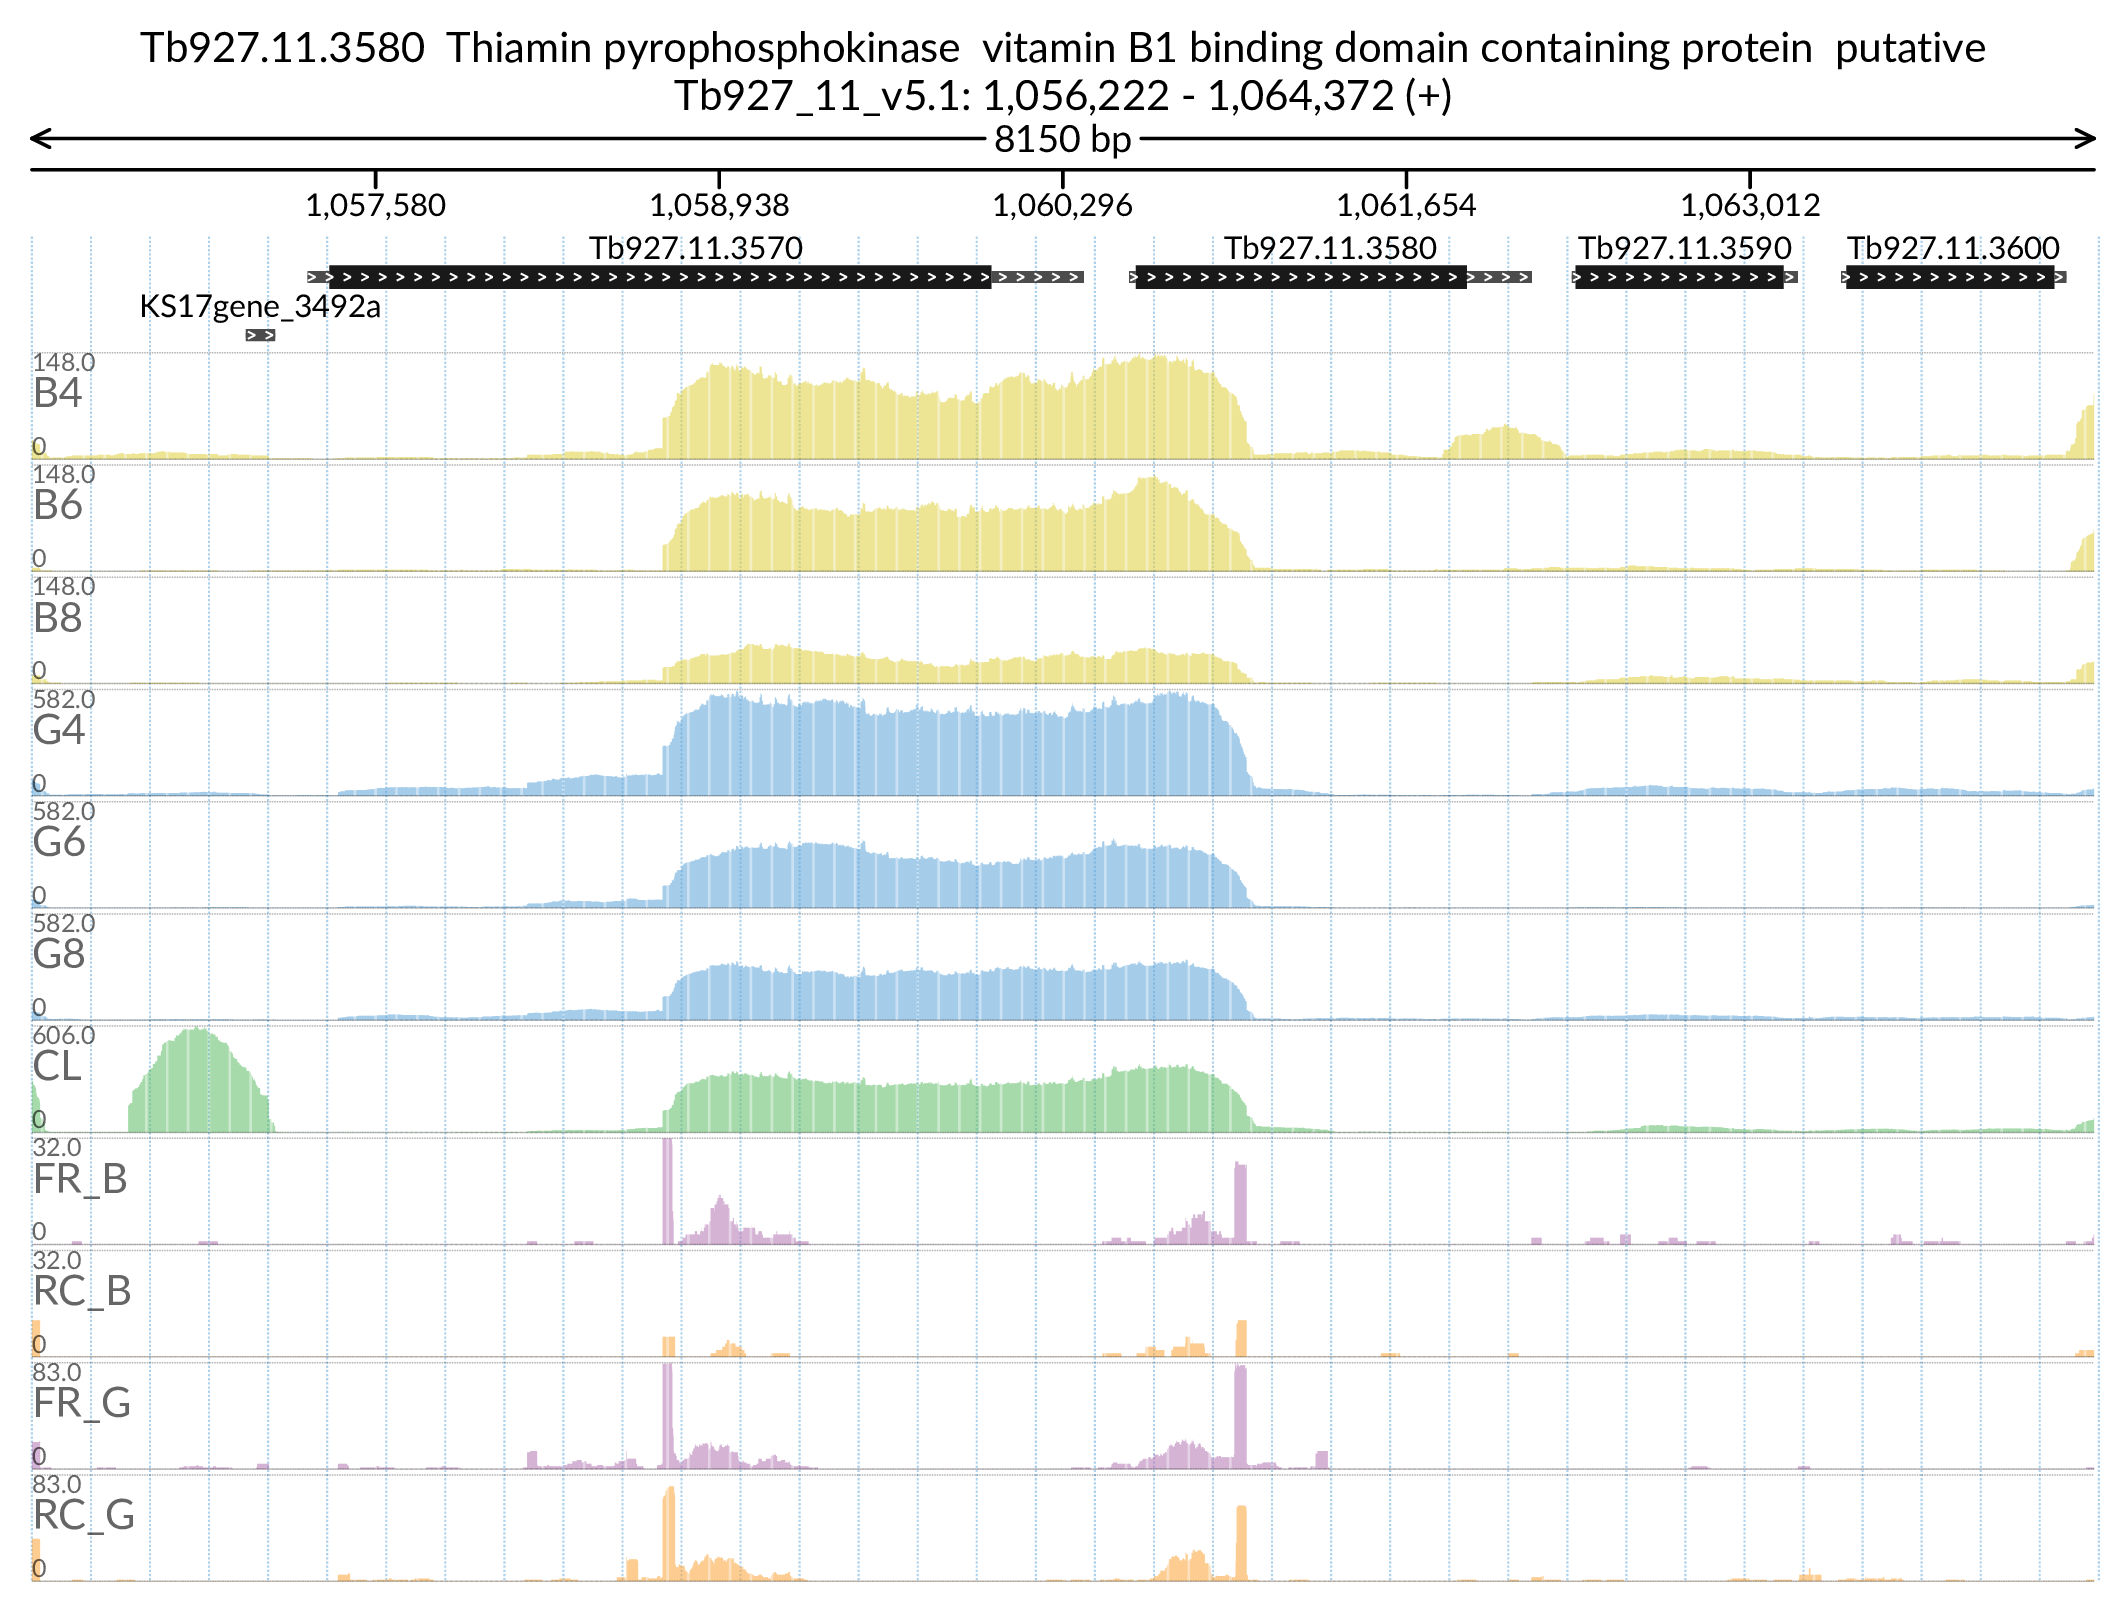 Tb927.11.3580 Thiamin pyrophosphokinase vitamin B1 binding domain containing protein putative
Tb927_11_v5.1: 1,056,222 - 1,064,372 (+)
8150 bp
1,057,580 1,058,938 1,060,296 1,061,654 1,063,012
Tb927.11.3570 Tb927.11.3580 Tb927.11.3590 Tb927.11.3600
KS17gene_3492a
148.0
B4
0
148.0
B6
0
148.0
B8
0
582.0
G4
0
582.0
G6
0
582.0
G8
0
606.0
CL
0
32.0
FR_B
0
32.0
RC_B
0
83.0
FR_G
0
83.0
RC_G
0